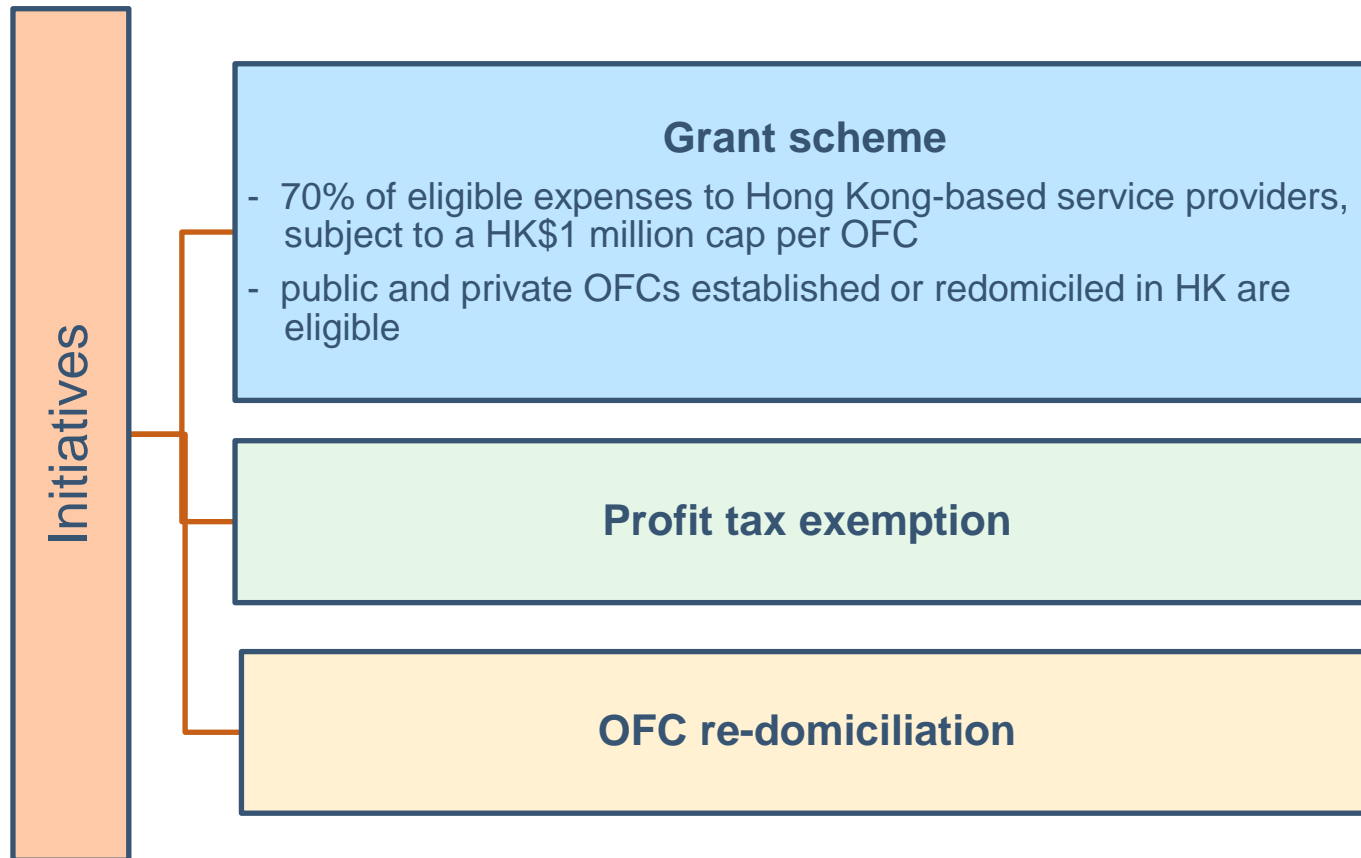 Initiatives
Grant scheme
- 70% of eligible expenses to Hong Kong-based service providers,
subject to a HK$1 million cap per OFC
- public and private OFCs established or redomiciled in HK are
eligible
Profit tax exemption
OFC re-domiciliation